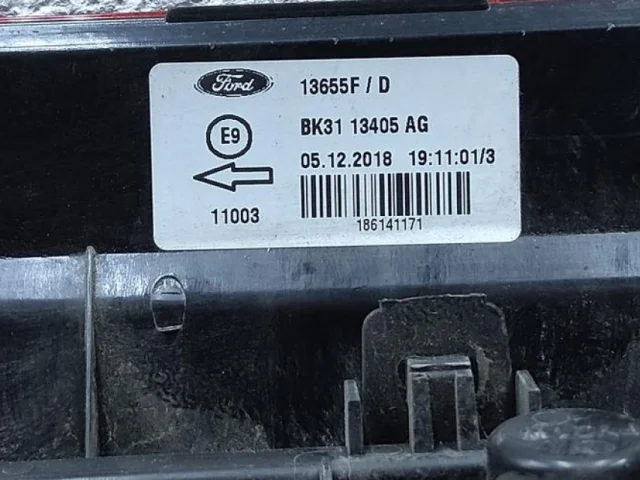 Ford
13655F / D
E9
BK31 13405 AG
05.12.2018 19:11:01/3
11003
186141171